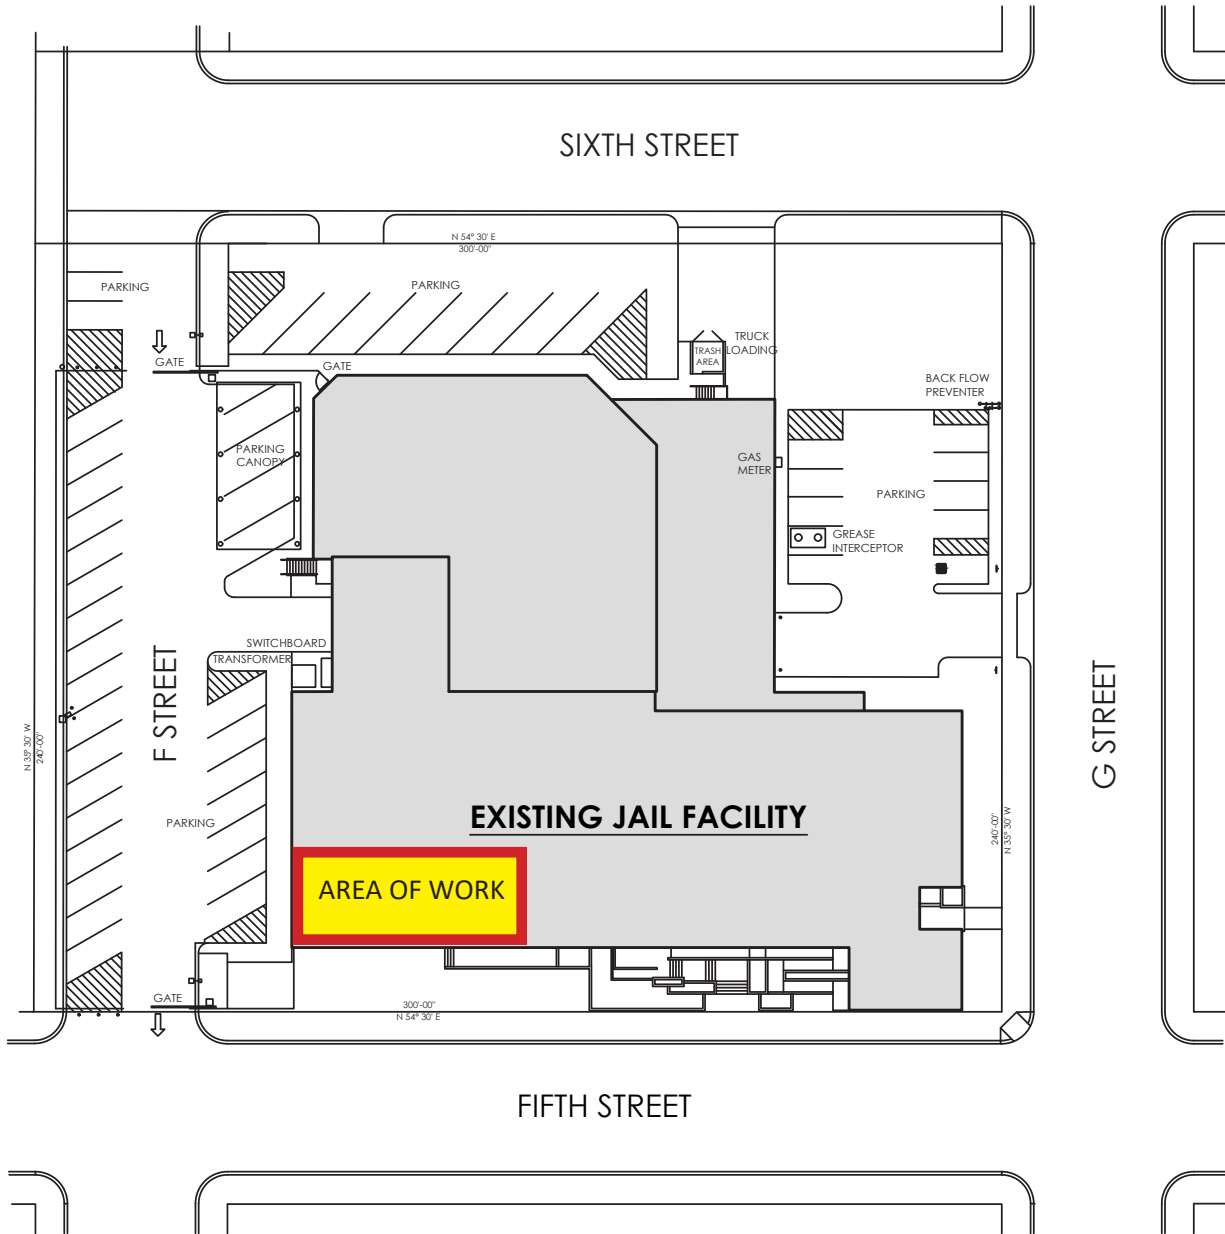 SIXTH STREET
N 54° 30' E
300'-00"
PARKING
PARKING
GATE
GATE
TRUCK
LOADING
TRASH
AREA
BACK FLOW
PREVENTER
PARKING
CANOPY
GAS
METER
PARKING
GREASE
INTERCEPTOR
SWITCHBOARD
TRANSFORMER
F STREET
G STREET
N 35° 30' W
240'-00"
EXISTING JAIL FACILITY
PARKING
240'-00"
N 35° 30' W
AREA OF WORK
GATE
300'-00"
N 54° 30' E
FIFTH STREET